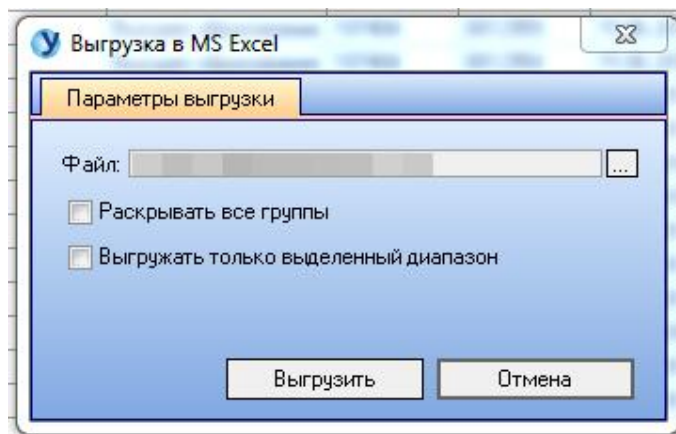 Выгрузка в MS Excel
Параметры выгрузки
Файл:
...
Раскрывать все группы
Выгружать только выделенный диапазон
Выгрузить
Отмена